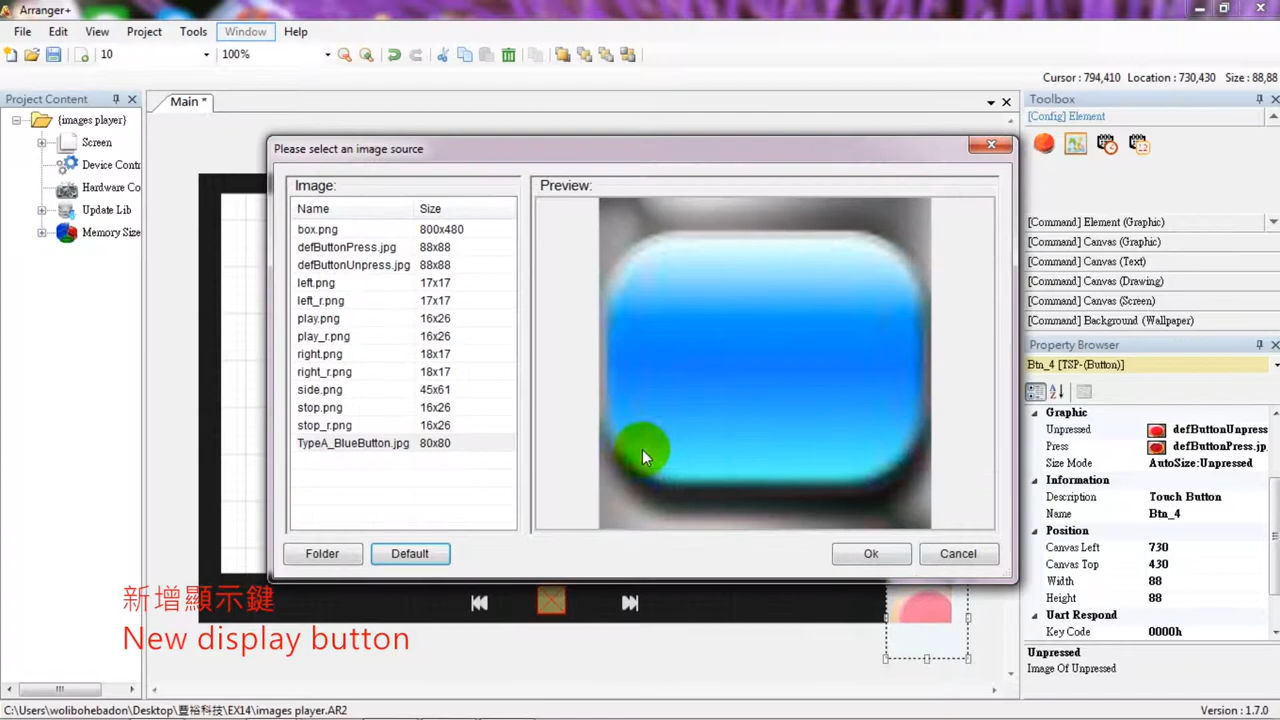 Arranger+
File Edit View Project Tools Window Help
10 100%
Cursor : 794,410 Location : 730,430 Size : 88,88
Project Content
{images player}
Screen
Device Contr
Hardware Co
Update Lib
Memory Size
Main *
Please select an image source
Image:
Name Size
box.png 800x480
defButtonPress.jpg 88x88
defButtonUnpress.jpg 88x88
left.png 17x17
left_r.png 17x17
play.png 16x26
play_r.png 16x26
right.png 18x17
right_r.png 18x17
side.png 45x61
stop.png 16x26
stop_r.png 16x26
TypeA_BlueButton.jpg 80x80
Preview:
Folder Default Ok Cancel
新增顯示鍵
New display button
Toolbox
[Config] Element
[Command] Element (Graphic)
[Command] Canvas (Graphic)
[Command] Canvas (Text)
[Command] Canvas (Drawing)
[Command] Canvas (Screen)
[Command] Background (Wallpaper)
Property Browser
Btn_4 [TSP-(Button)]
Graphic
Unpressed defButtonUnpress
Press defButtonPress.jp
Size Mode AutoSize:Unpressed
Information
Description Touch Button
Name Btn_4
Position
Canvas Left 730
Canvas Top 430
Width 88
Height 88
Uart Respond
Key Code 0000h
Unpressed
Image Of Unpressed
C:\Users\wolibohebadon\Desktop\豐裕科技\EX14\images player.AR2
Version : 1.7.0